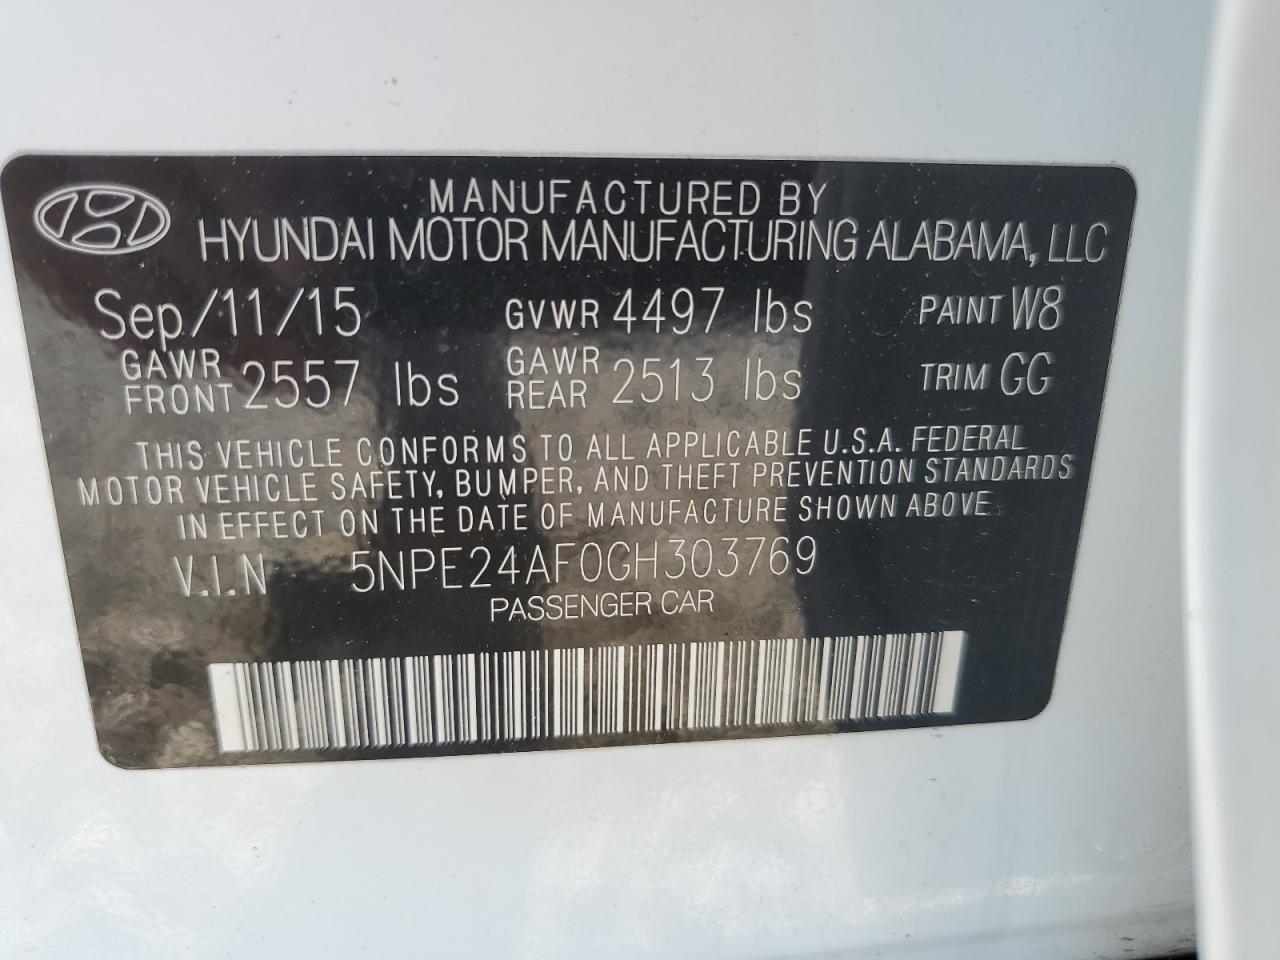 MANUFACTURED BY
HYUNDAI MOTOR MANUFACTURING ALABAMA, LLC
Sep/11/15 GVWR 4497 lbs PAINT W8
GAWR FRONT 2557 lbs GAWR REAR 2513 lbs TRIM GG
THIS VEHICLE CONFORMS TO ALL APPLICABLE U.S.A. FEDERAL
MOTOR VEHICLE SAFETY, BUMPER, AND THEFT PREVENTION STANDARDS
IN EFFECT ON THE DATE OF MANUFACTURE SHOWN ABOVE
V.I.N 5NPE24AF0GH303769
PASSENGER CAR